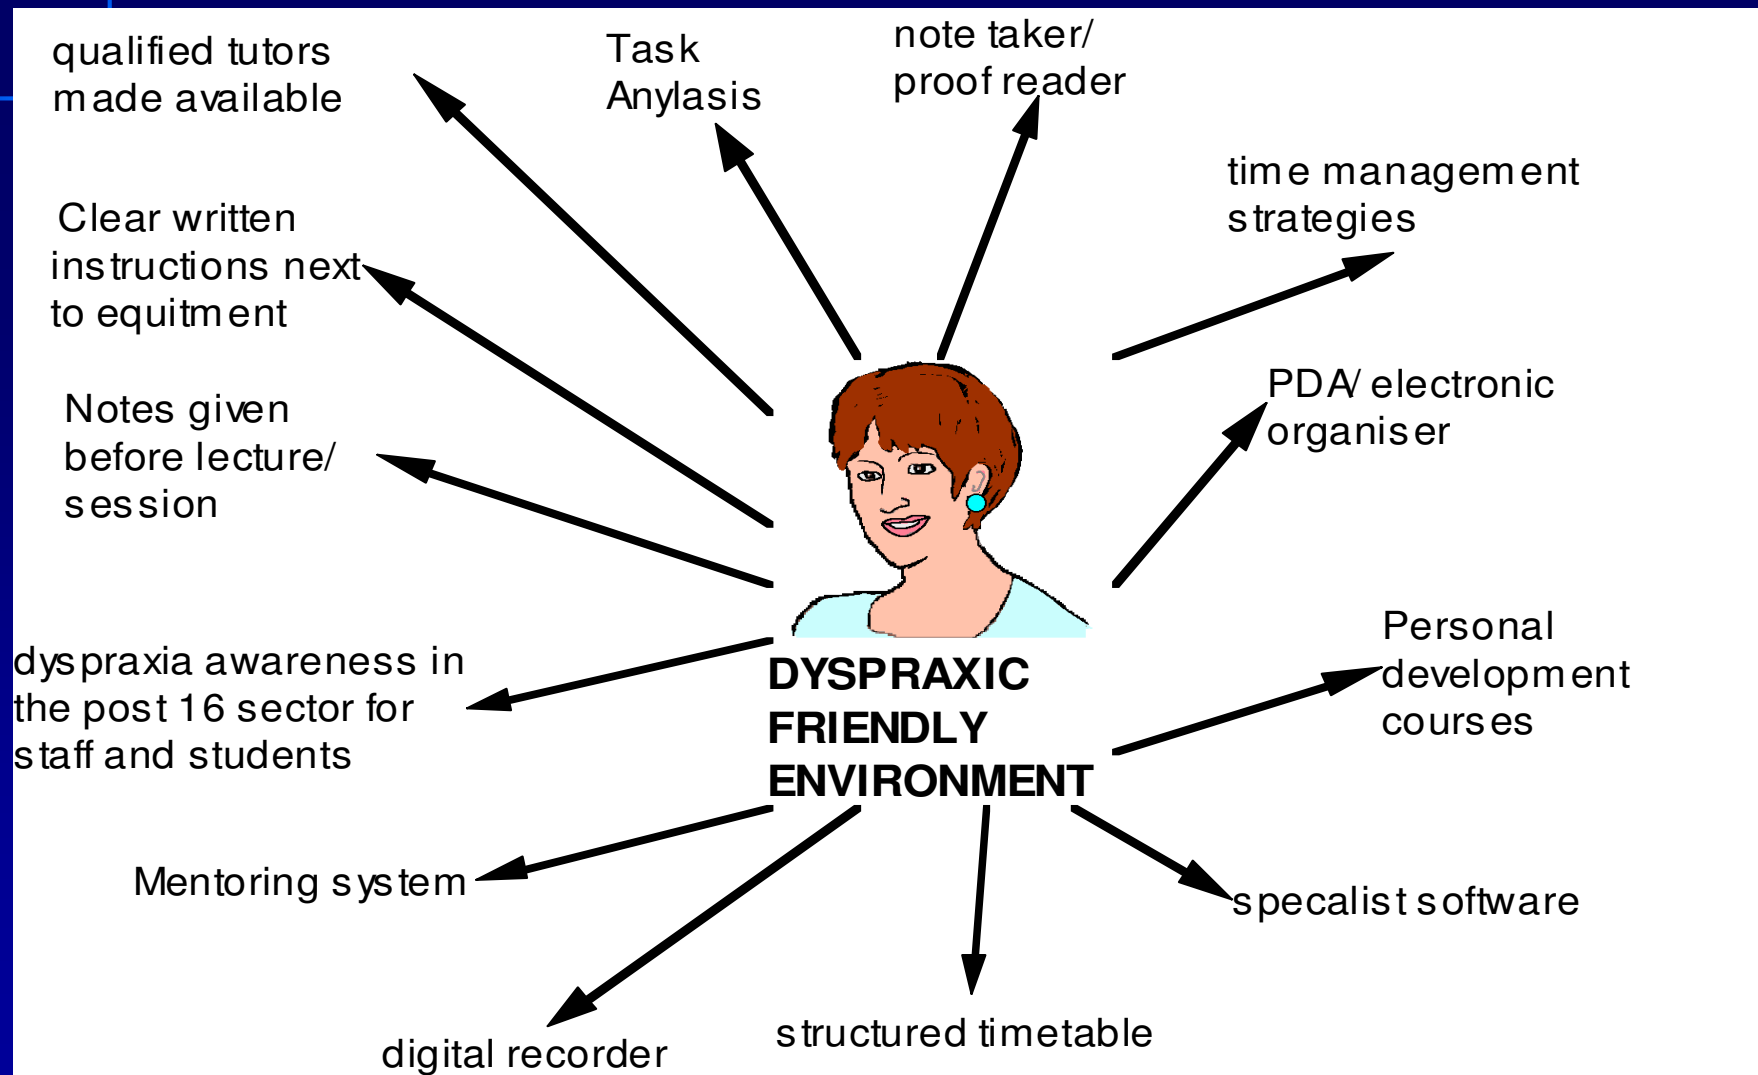 qualified tutors
made available
Task
Anylasis
note taker/
proof reader
time management
strategies
Clear written
instructions next
to equitment
PDA/ electronic
organiser
Notes given
before lecture/
session
Personal
development
courses
dyspraxia awareness in
the post 16 sector for
staff and students
DYSPRAXIC
FRIENDLY
ENVIRONMENT
Mentoring system
specalist software
digital recorder
structured timetable